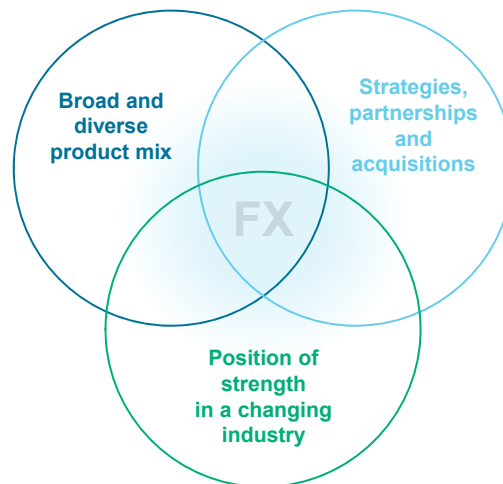 Broad and
diverse
product mix
Strategies,
partnerships
and
acquisitions
FX
Position of
strength
in a changing
industry